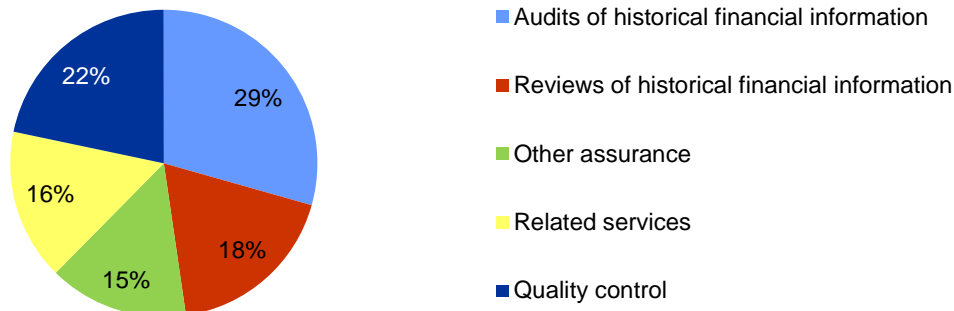 22%
29%
16%
18%
15%
Audits of historical financial information
Reviews of historical financial information
Other assurance
Related services
Quality control